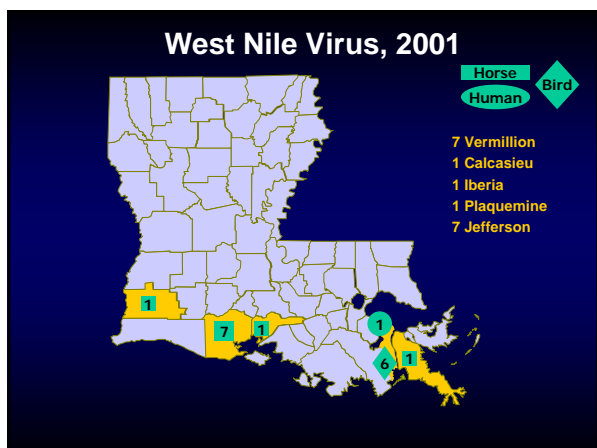 West Nile Virus, 2001
Horse
Bird
Human
7 Vermillion
1 Calcasieu
1 Iberia
1 Plaquemine
7 Jefferson
1
7
1
1
6
1